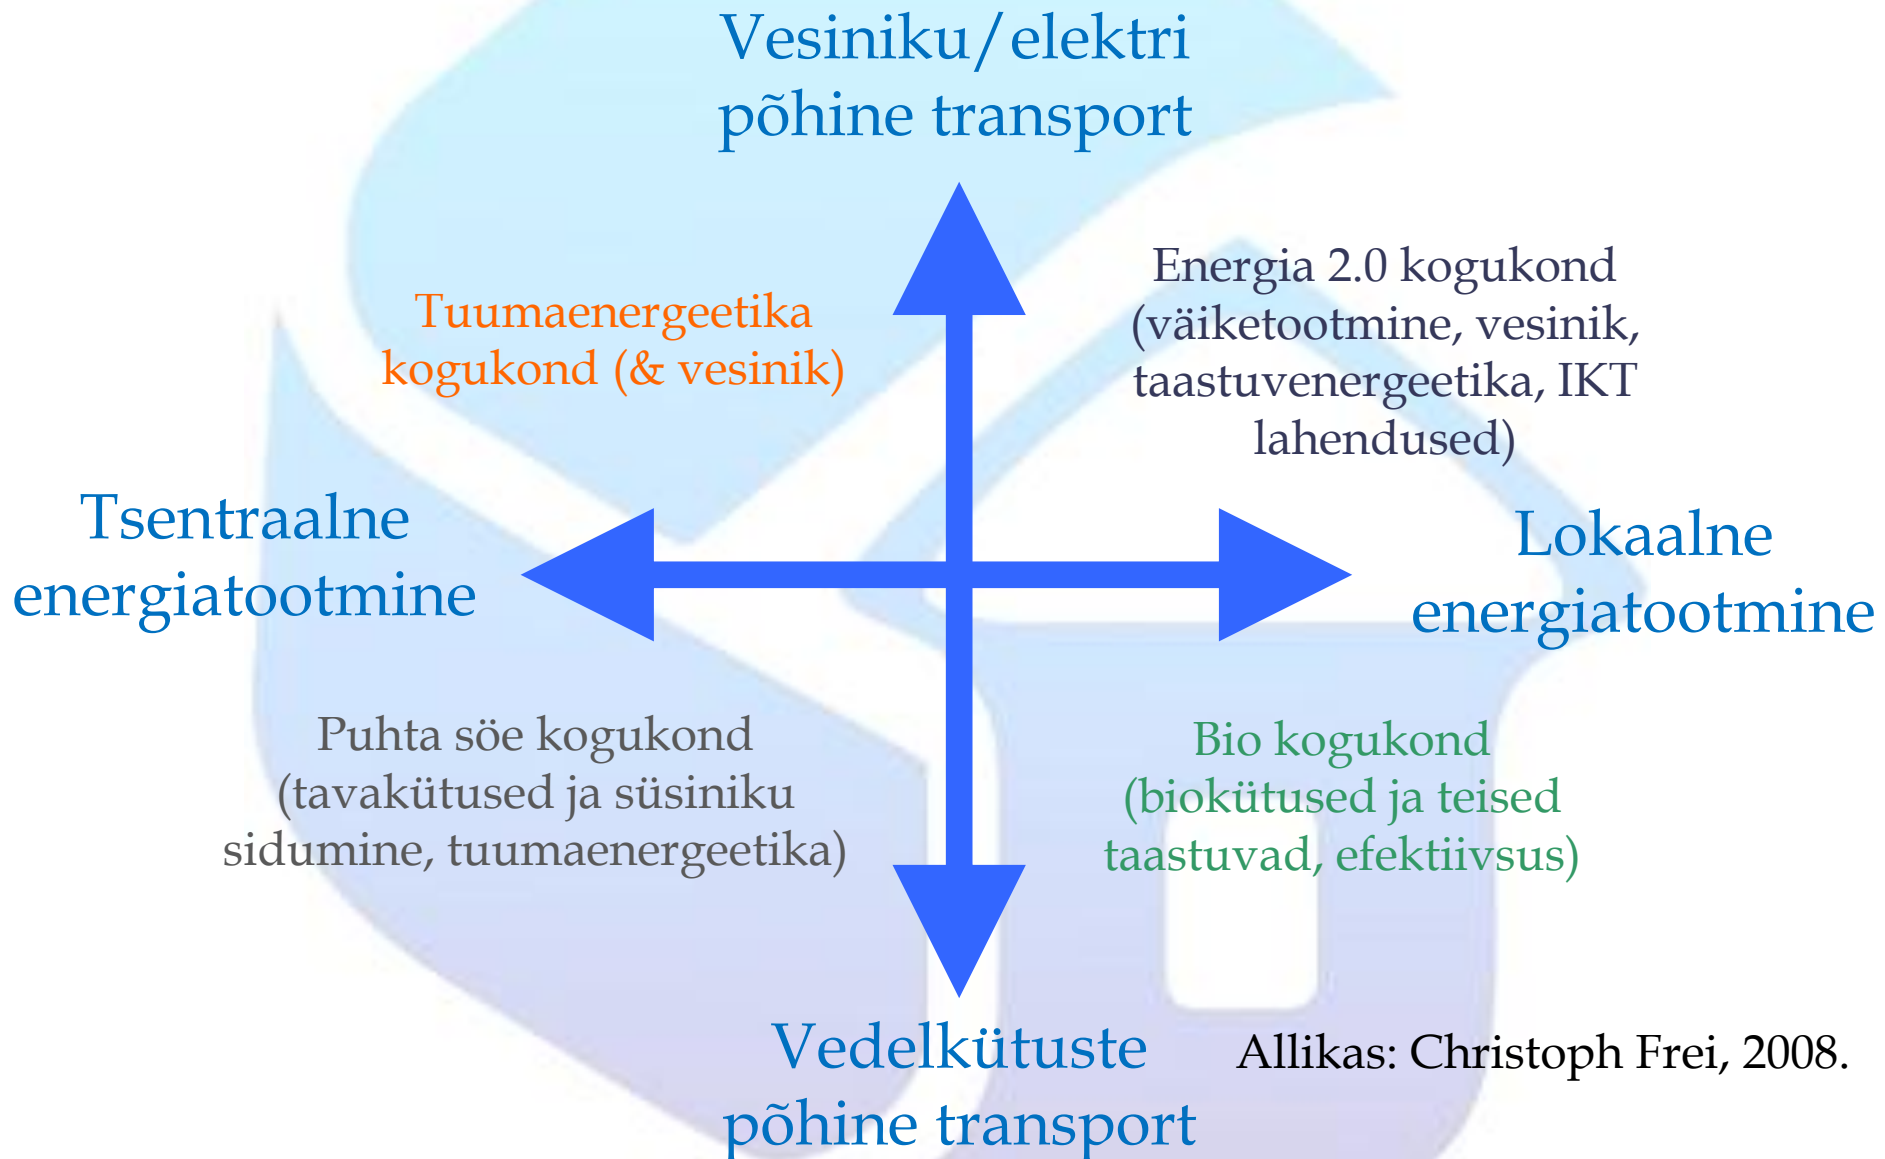 Vesiniku/elektri
põhine transport
Tuumaenergeetika
kogukond (& vesinik)
Energia 2.0 kogukond
(väiketootmine, vesinik,
taastuvenergeetika, IKT
lahendused)
Tsentraalne
energiatootmine
Lokaalne
energiatootmine
Puhta söe kogukond
(tavakütused ja süsiniku
sidumine, tuumaenergeetika)
Bio kogukond
(biokütused ja teised
taastuvad, efektiivsus)
Vedelkütuste
põhine transport
Allikas: Christoph Frei, 2008.